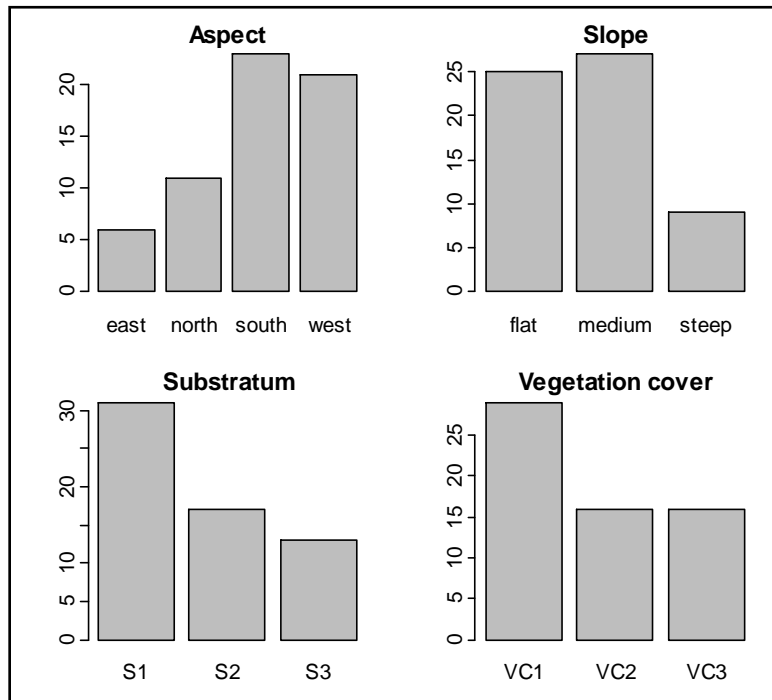 Aspect
20
15
10
5
0
east north south west
Slope
25
20
15
10
5
0
flat medium steep
Substratum
30
20
10
5
0
S1 S2 S3
Vegetation cover
25
20
15
10
5
0
VC1 VC2 VC3